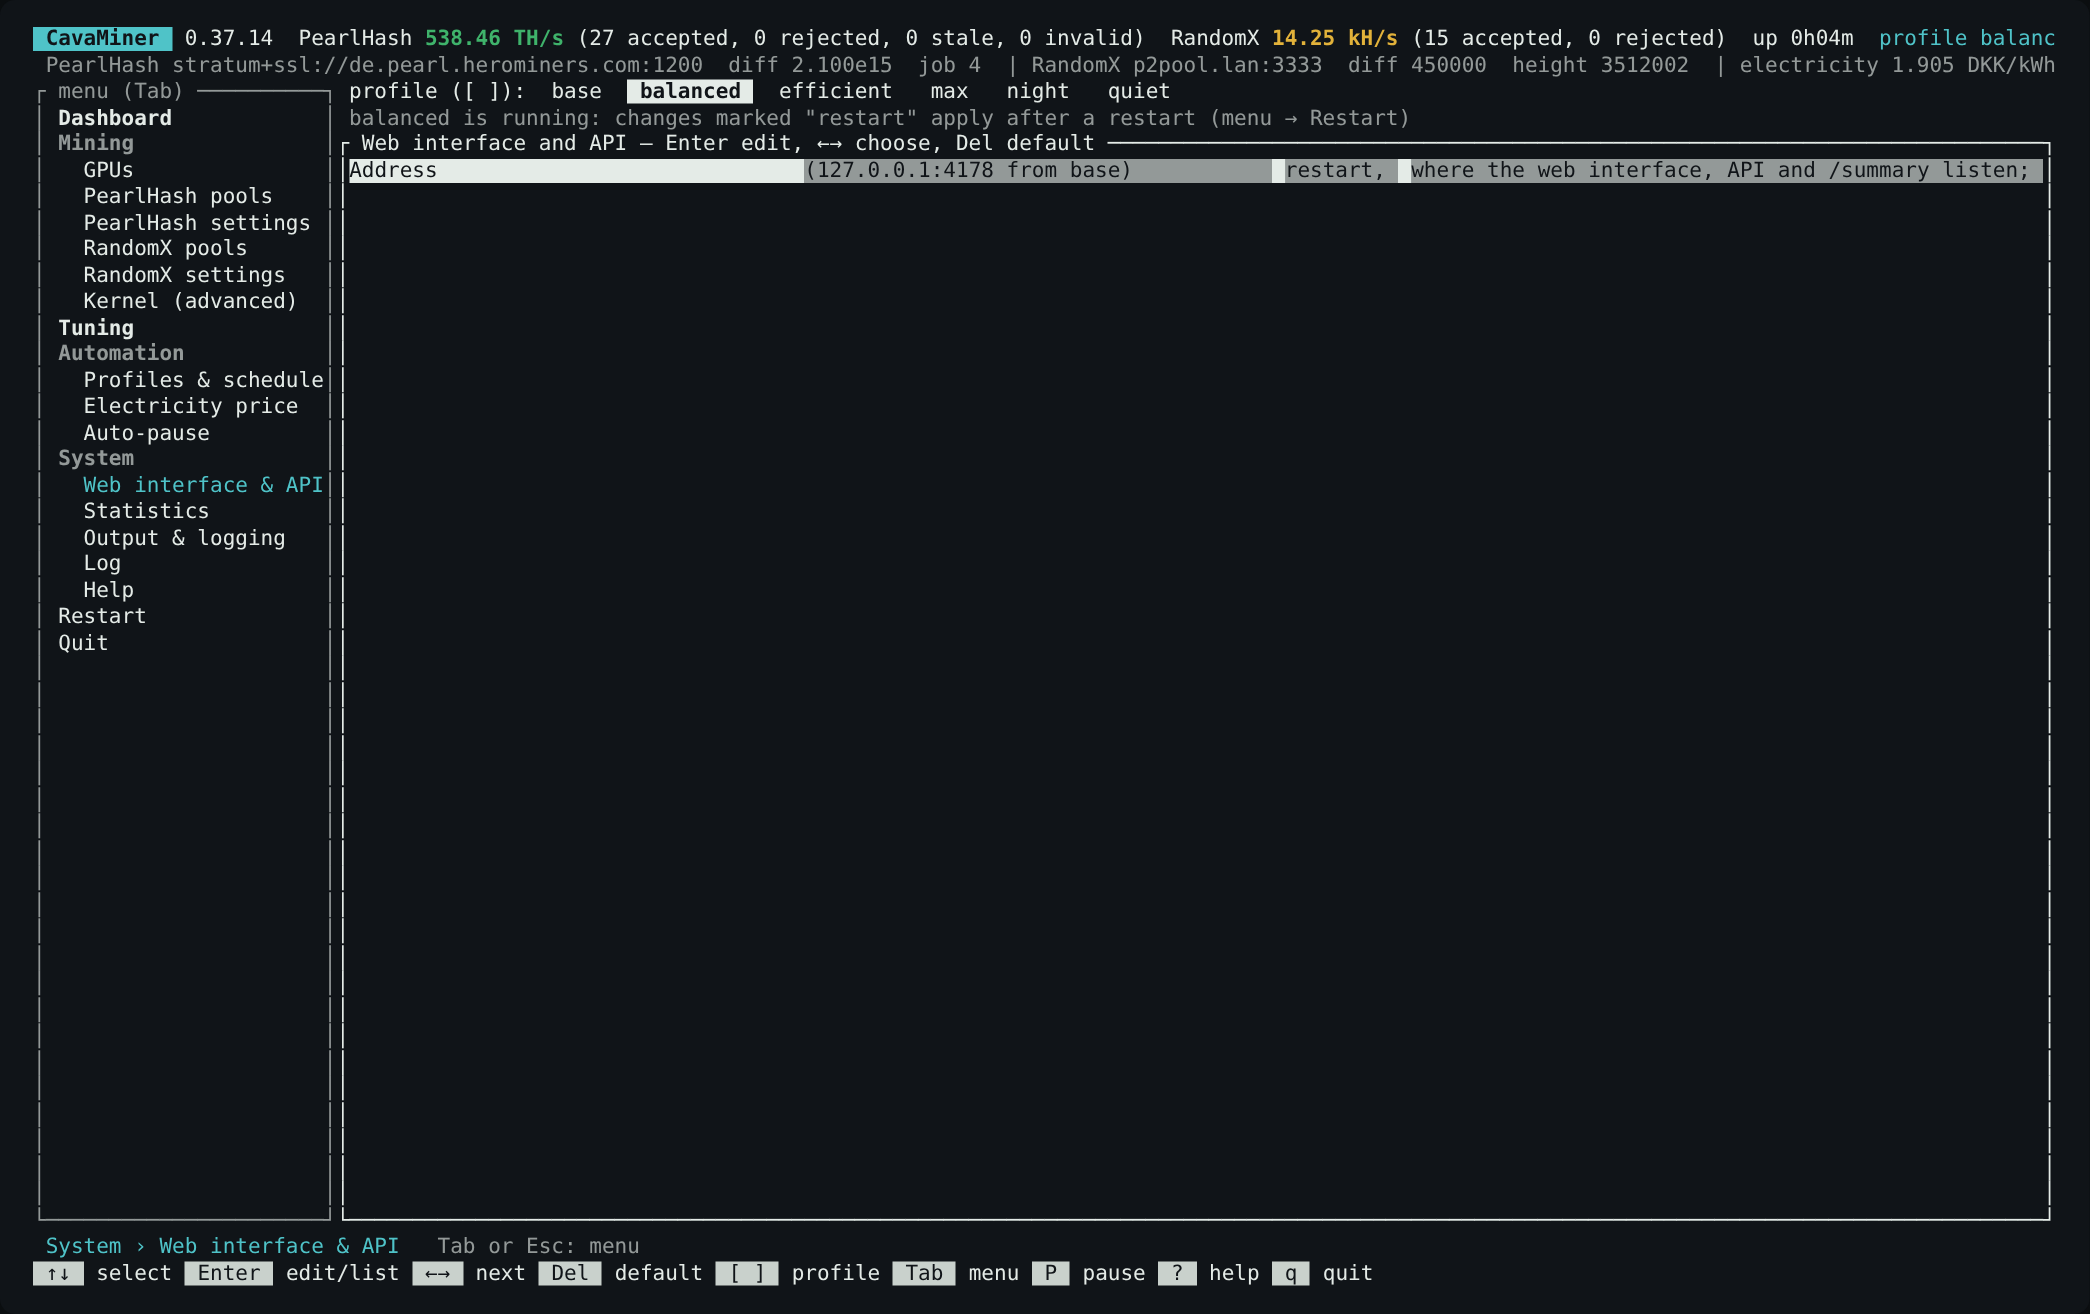 CavaMiner 0.37.14 PearlHash 538.46 TH/s (27 accepted, 0 rejected, 0 stale, 0 invalid) RandomX 14.25 kH/s (15 accepted, 0 rejected) up 0h04m profile balanc
PearlHash stratum+ssl://de.pearl.herominers.com:1200 diff 2.100e15 job 4 | RandomX p2pool.lan:3333 diff 450000 height 3512002 | electricity 1.905 DKK/kWh
menu (Tab)
Dashboard
Mining
GPUs
PearlHash pools
PearlHash settings
RandomX pools
RandomX settings
Kernel (advanced)
Tuning
Automation
Profiles & schedule
Electricity price
Auto-pause
System
Web interface & API
Statistics
Output & logging
Log
Help
Restart
Quit
profile ([ ]): base balanced efficient max night quiet
balanced is running: changes marked "restart" apply after a restart (menu → Restart)
Web interface and API — Enter edit, ←→ choose, Del default
Address (127.0.0.1:4178 from base) restart, where the web interface, API and /summary listen;
System › Web interface & API Tab or Esc: menu
↑↓ select Enter edit/list ←→ next Del default [ ] profile Tab menu P pause ? help q quit